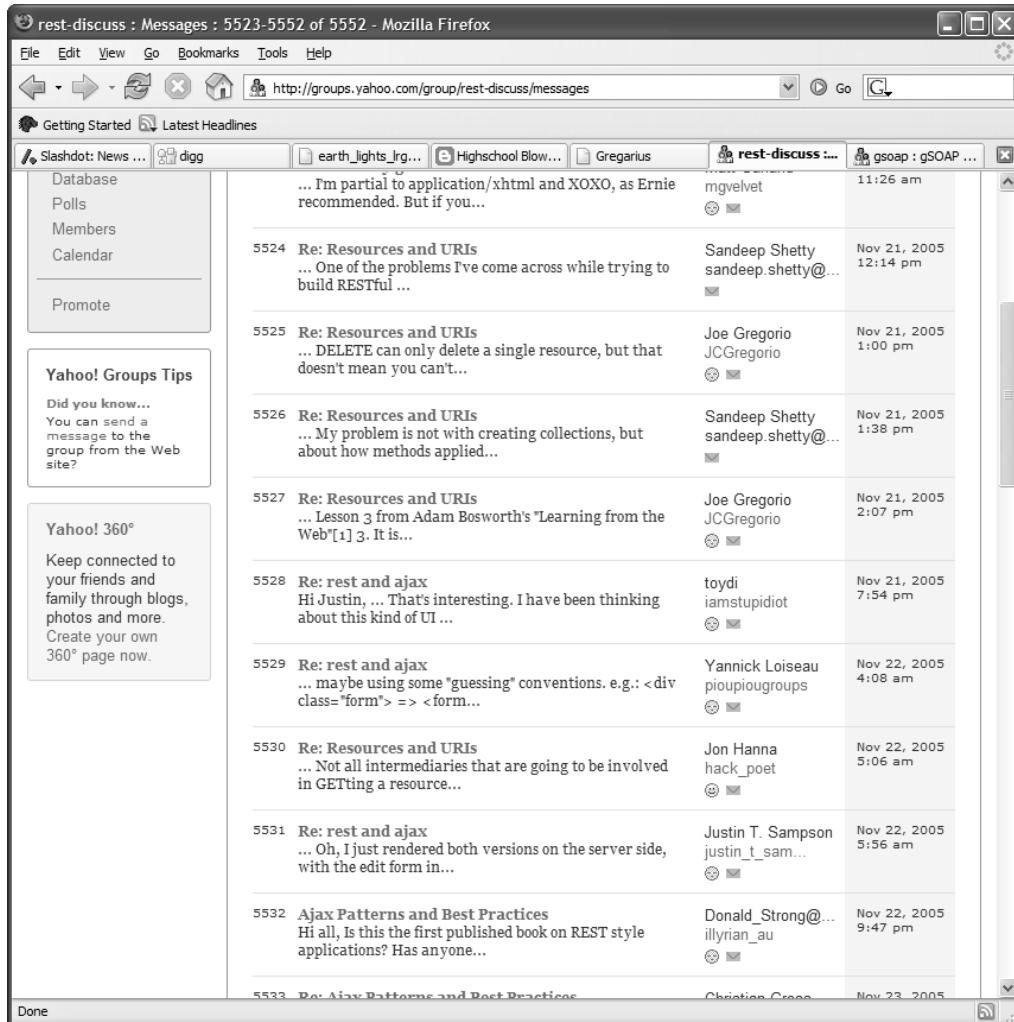 rest-discuss : Messages : 5523-5552 of 5552 - Mozilla Firefox
File Edit View Go Bookmarks Tools Help
http://groups.yahoo.com/group/rest-discuss/messages Go G
Getting Started Latest Headlines
Slashdot: News ... digg earth_lights_lrg... Highschool Blow... Gregarius rest-discuss :... gsoap : gSOAP ...
Database
Polls
Members
Calendar
Promote
Yahoo! Groups Tips
Did you know...
You can send a
message to the
group from the Web
site?
Yahoo! 360°
Keep connected to
your friends and
family through blogs,
photos and more.
Create your own
360° page now.
... I'm partial to application/xhtml and XOXO, as Ernie
recommended. But if you...
mgvelvet
11:26 am
5524 Re: Resources and URIs
... One of the problems I've come across while trying to
build RESTful ...
Sandeep Shetty
sandeep.shetty@...
Nov 21, 2005
12:14 pm
5525 Re: Resources and URIs
... DELETE can only delete a single resource, but that
doesn't mean you can't...
Joe Gregorio
JCGregorio
Nov 21, 2005
1:00 pm
5526 Re: Resources and URIs
... My problem is not with creating collections, but
about how methods applied...
Sandeep Shetty
sandeep.shetty@...
Nov 21, 2005
1:38 pm
5527 Re: Resources and URIs
... Lesson 3 from Adam Bosworth's "Learning from the
Web"[1] 3. It is...
Joe Gregorio
JCGregorio
Nov 21, 2005
2:07 pm
5528 Re: rest and ajax
Hi Justin, ... That's interesting. I have been thinking
about this kind of UI ...
toydi
iamstupidiot
Nov 21, 2005
7:54 pm
5529 Re: rest and ajax
... maybe using some "guessing" conventions. e.g.: <div
class="form"> => <form...
Yannick Loiseau
pioupiougroups
Nov 22, 2005
4:08 am
5530 Re: Resources and URIs
... Not all intermediaries that are going to be involved
in GETting a resource...
Jon Hanna
hack_poet
Nov 22, 2005
5:06 am
5531 Re: rest and ajax
... Oh, I just rendered both versions on the server side,
with the edit form in...
Justin T. Sampson
justin_t_sam...
Nov 22, 2005
5:56 am
5532 Ajax Patterns and Best Practices
Hi all, Is this the first published book on REST style
applications? Has anyone...
Donald_Strong@...
illyrian_au
Nov 22, 2005
9:47 pm
5533 Re: Ajax Patterns and Best Practices
Christian Gross
Nov 23, 2005
Done